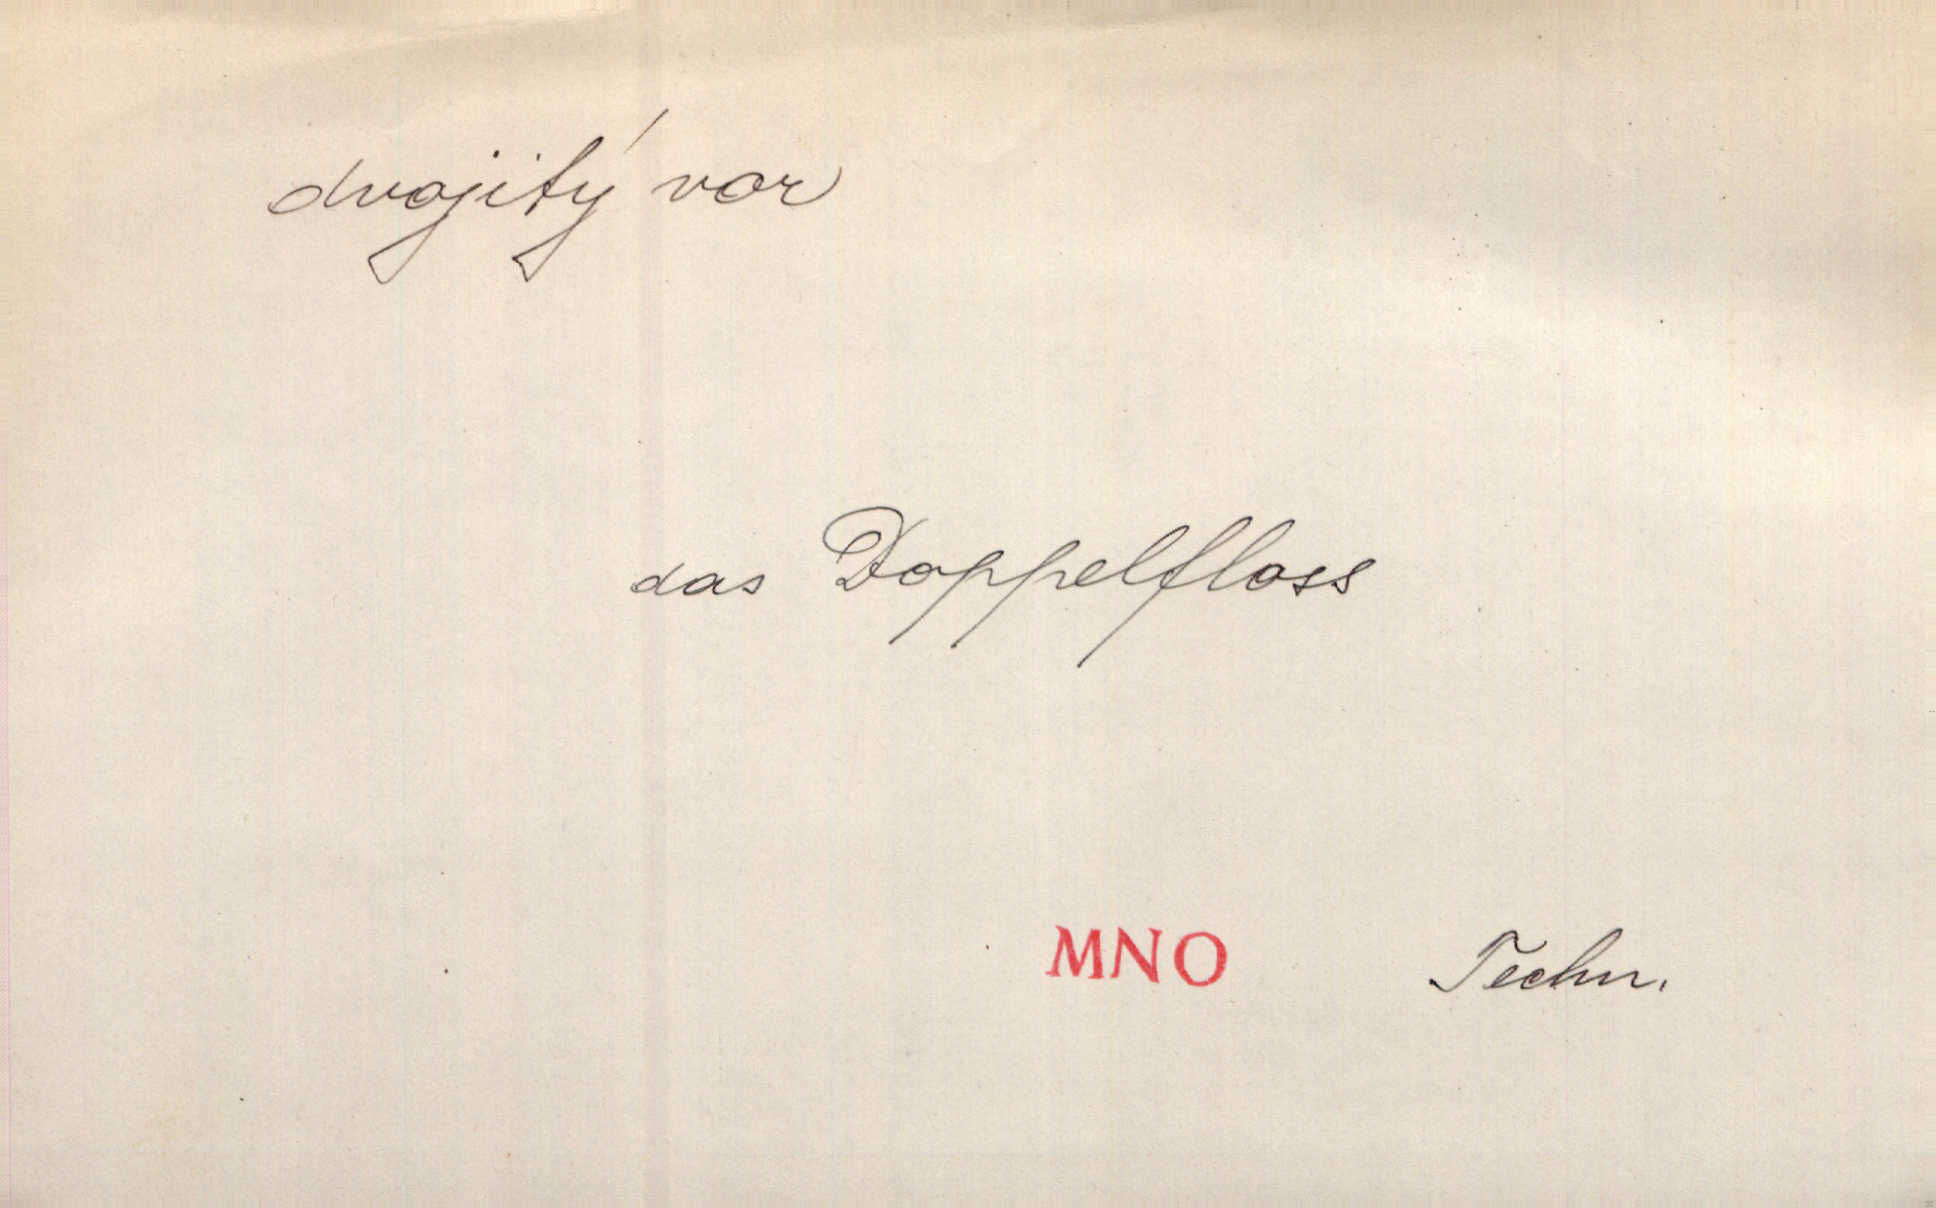 dvojitý vor
das Doppelfloss
MNO Techn.